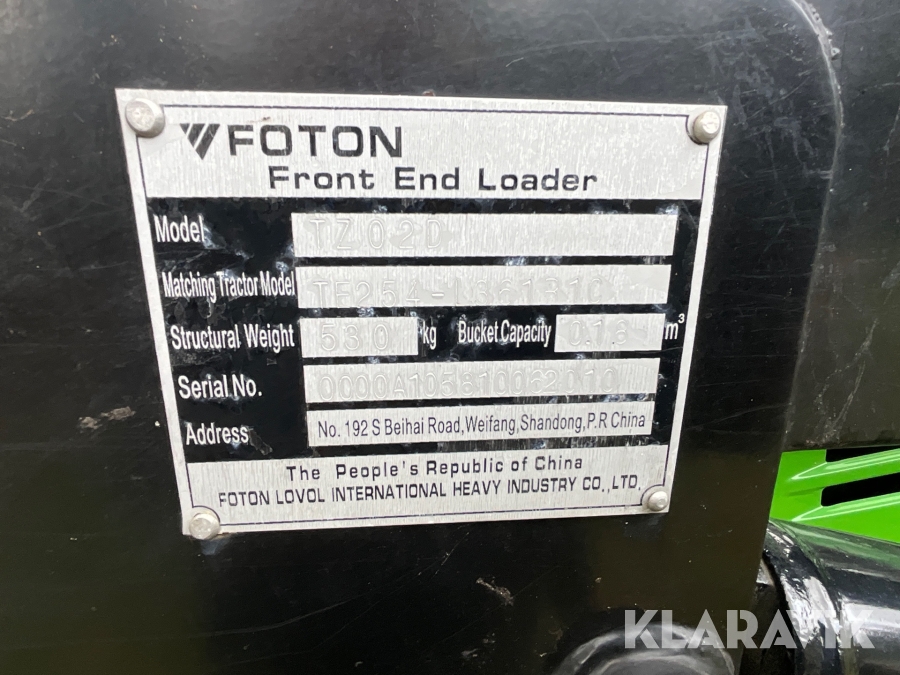 FOTON
Front End Loader
Model TZ02D
Matching Tractor Model
Structural Weight 530 kg Bucket Capacity 0.18 m³
Serial No.
Address No. 192 S Beihai Road, Weifang, Shandong, P.R China
The People's Republic of China
FOTON LOVOL INTERNATIONAL HEAVY INDUSTRY CO., LTD.
KLARAVIK